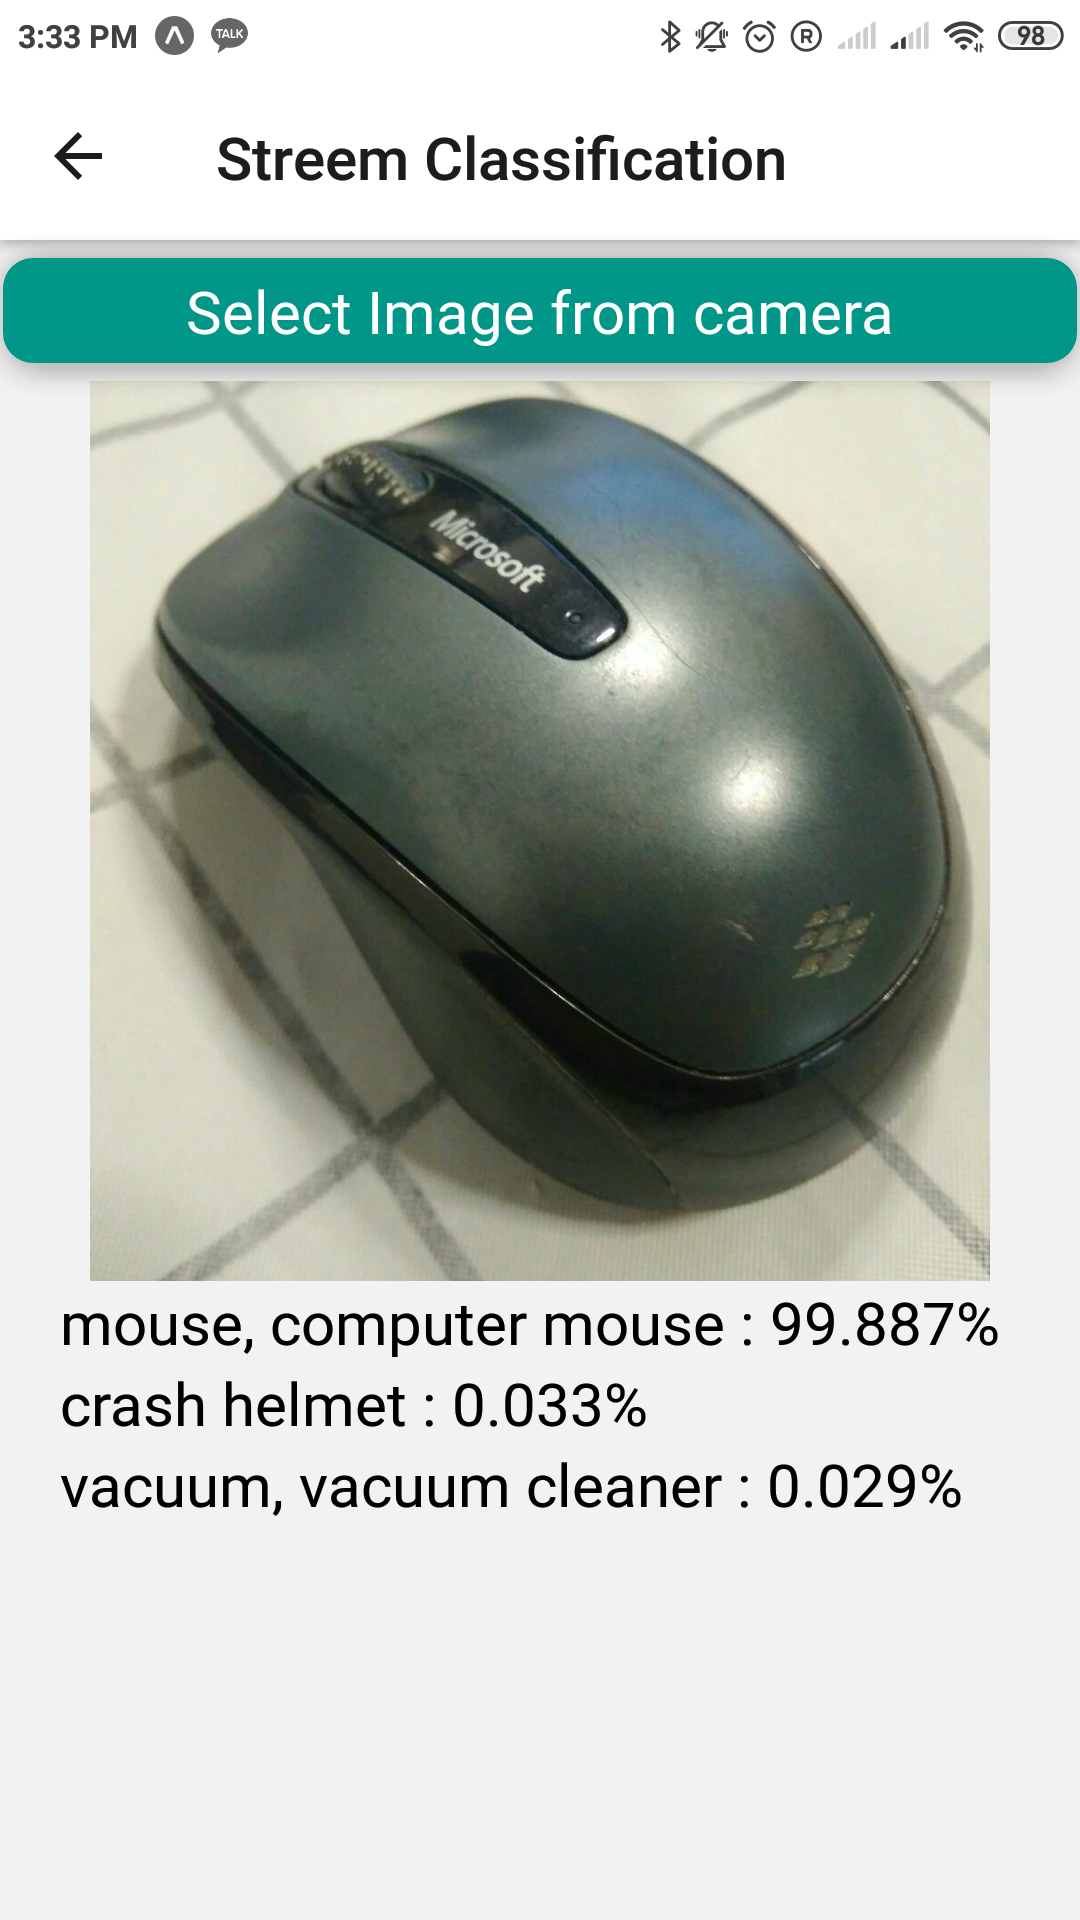 3:33 PM TALK R 98
Streem Classification
Select Image from camera
Microsoft
mouse, computer mouse : 99.887%
crash helmet : 0.033%
vacuum, vacuum cleaner : 0.029%